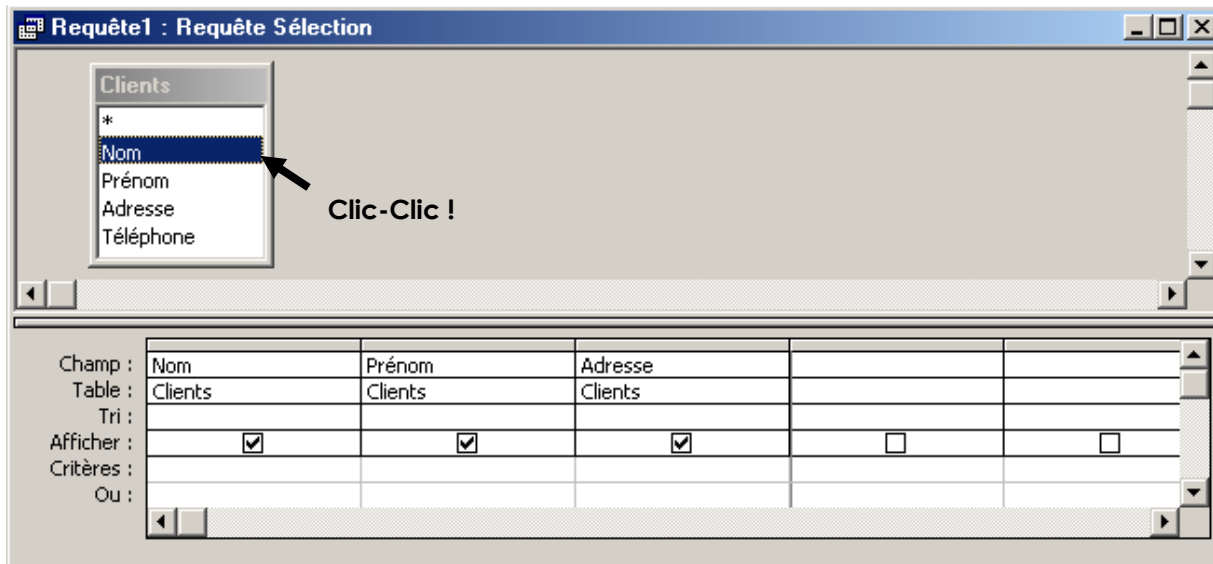 Requête1 : Requête Sélection
Clients
*
Nom
Prénom
Adresse
Téléphone
Clic-Clic !
Champ : Nom Prénom Adresse
Table : Clients Clients Clients
Tri :
Afficher :
Critères :
Ou :